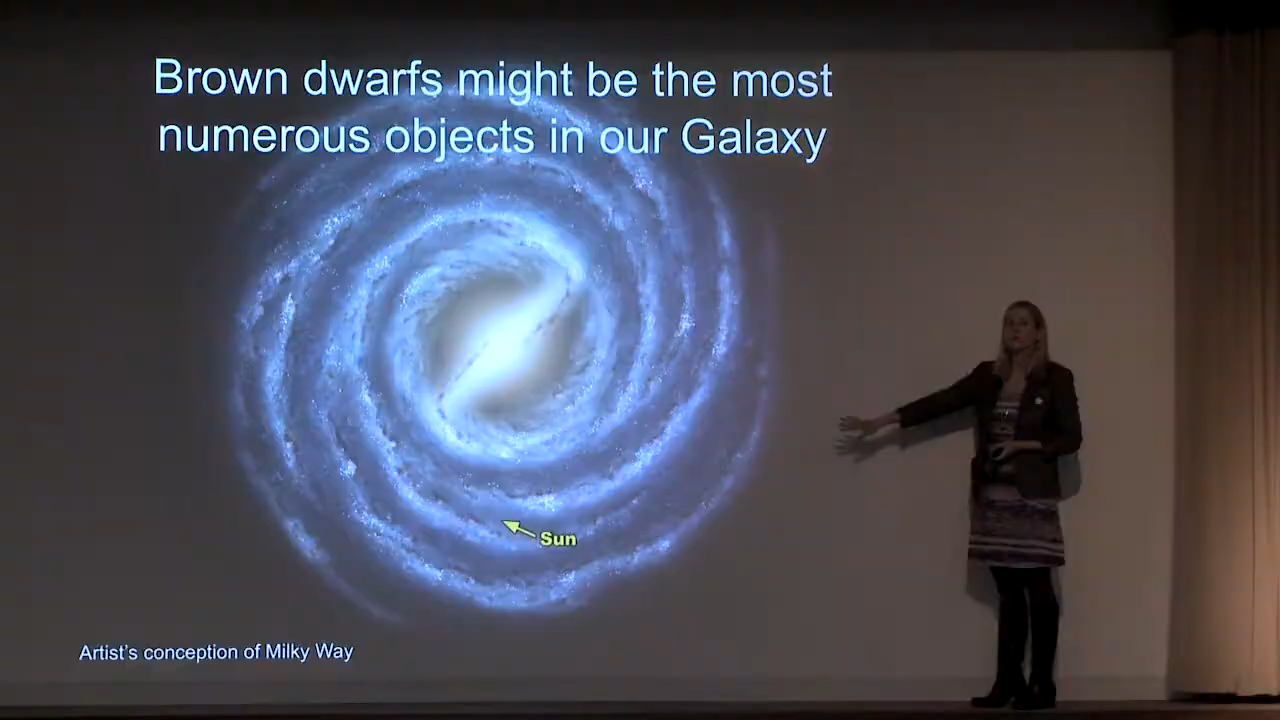 Brown dwarfs might be the most
numerous objects in our Galaxy
Sun
Artist's conception of Milky Way